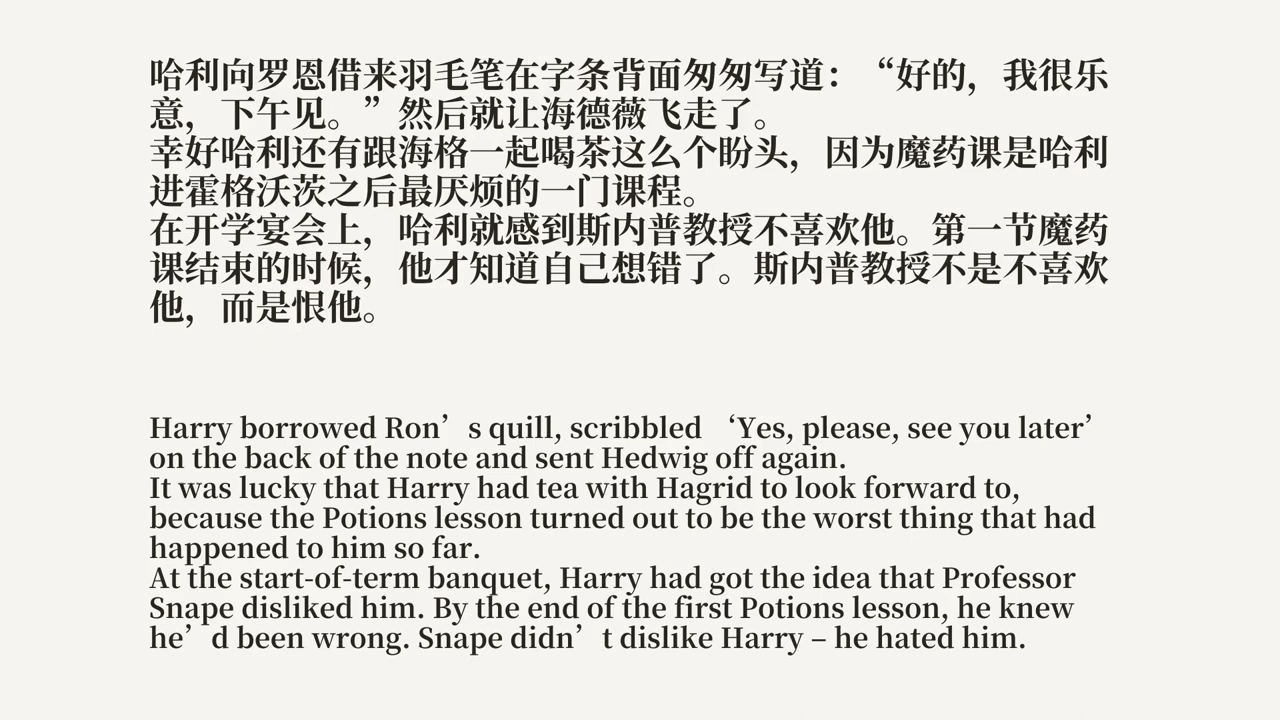 哈利向罗恩借来羽毛笔在字条背面匆匆写道：“好的，我很乐
意，下午见。”然后就让海德薇飞走了。
幸好哈利还有跟海格一起喝茶这么个盼头，因为魔药课是哈利
进霍格沃茨之后最厌烦的一门课程。
在开学宴会上，哈利就感到斯内普教授不喜欢他。第一节魔药
课结束的时候，他才知道自己想错了。斯内普教授不是不喜欢
他，而是恨他。
Harry borrowed Ron’s quill, scribbled ‘Yes, please, see you later’
on the back of the note and sent Hedwig off again.
It was lucky that Harry had tea with Hagrid to look forward to,
because the Potions lesson turned out to be the worst thing that had
happened to him so far.
At the start-of-term banquet, Harry had got the idea that Professor
Snape disliked him. By the end of the first Potions lesson, he knew
he’d been wrong. Snape didn’t dislike Harry – he hated him.